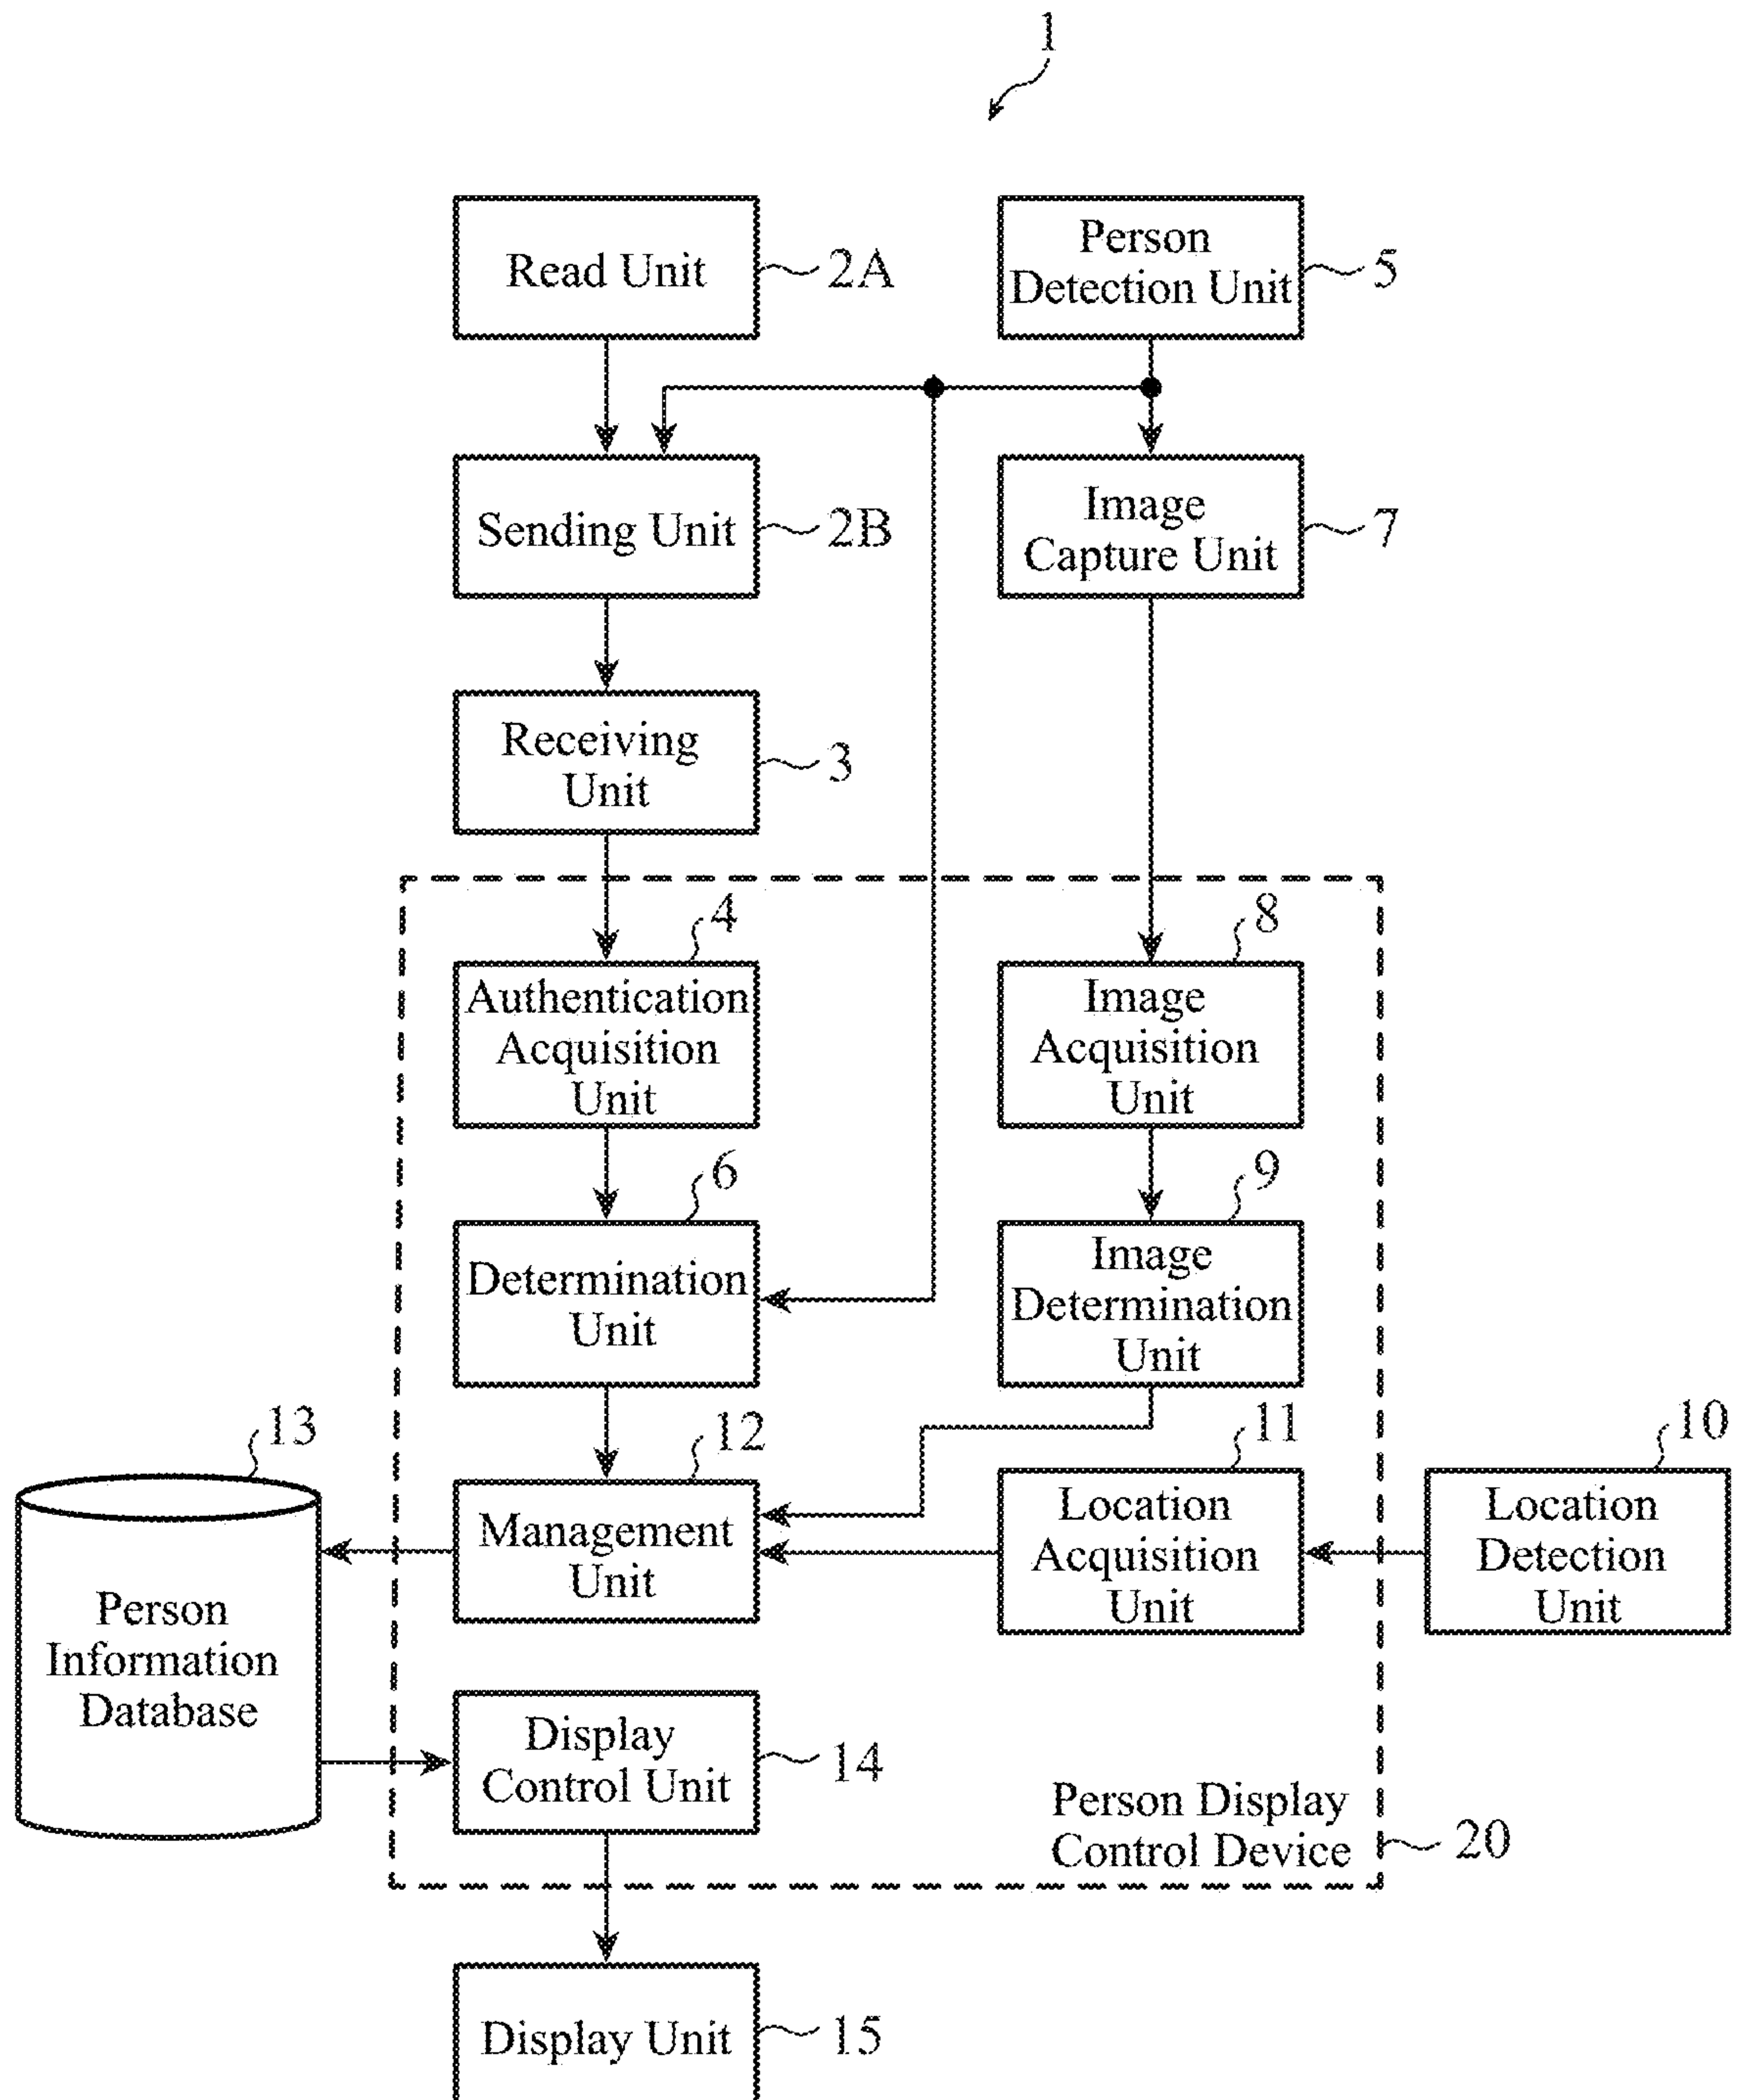 1
Read Unit
2A
Person
Detection Unit
5
Sending Unit
2B
Image
Capture Unit
7
Receiving
Unit
3
4
Authentication
Acquisition
Unit
8
Image
Acquisition
Unit
6
Determination
Unit
9
Image
Determination
Unit
13
Person
Information
Database
12
Management
Unit
11
Location
Acquisition
Unit
10
Location
Detection
Unit
Display
Control Unit
14
Person Display
Control Device
20
Display Unit
15